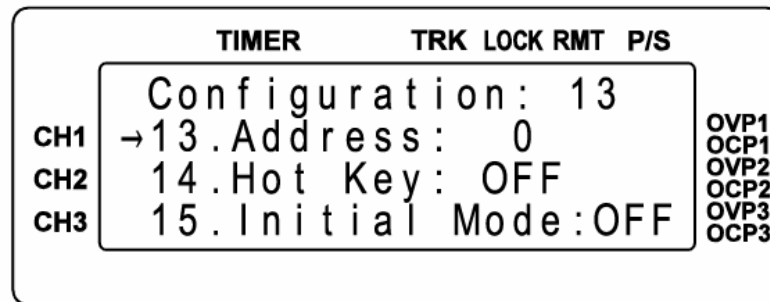 TIMER TRK LOCK RMT P/S
Configuration: 13
CH1 →13.Address: 0 OVP1
OCP1
CH2 14.Hot Key: OFF OVP2
OCP2
CH3 15.Initial Mode:OFF OVP3
OCP3